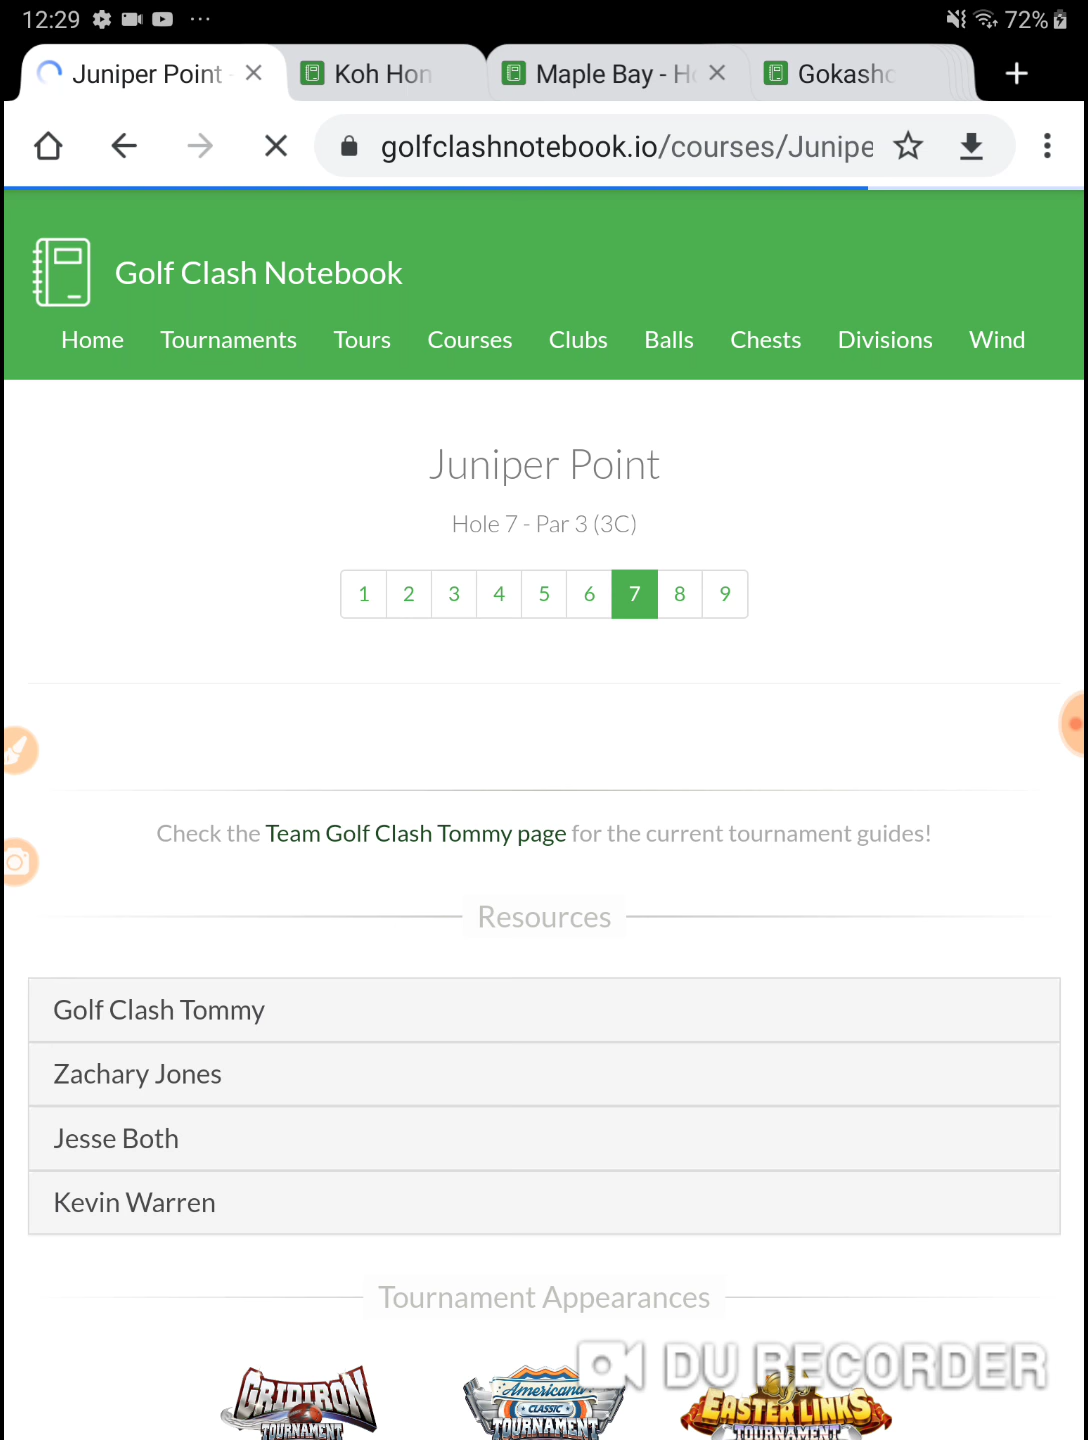 12:29
72%
Juniper Point -
Koh Hon
Maple Bay - Ho
Gokasho
golfclashnotebook.io/courses/Junipe
Golf Clash Notebook
Home Tournaments Tours Courses Clubs Balls Chests Divisions Wind
Juniper Point
Hole 7 - Par 3 (3C)
1 2 3 4 5 6 7 8 9
Check the Team Golf Clash Tommy page for the current tournament guides!
Resources
Golf Clash Tommy
Zachary Jones
Jesse Both
Kevin Warren
Tournament Appearances
DU RECORDER
GRIDIRON
TOURNAMENT
Americana
CLASSIC
TOURNAMENT
EASTER LINKS
TOURNAMENT